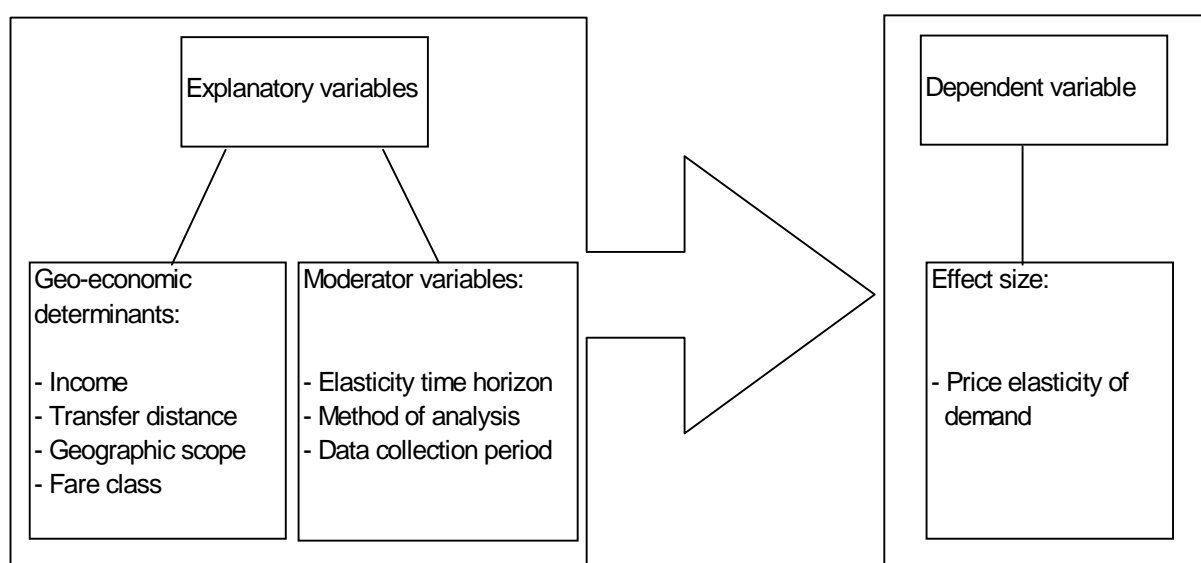 Explanatory variables
Dependent variable
Geo-economic
determinants:
- Income
- Transfer distance
- Geographic scope
- Fare class
Moderator variables:
- Elasticity time horizon
- Method of analysis
- Data collection period
Effect size:
- Price elasticity of
demand